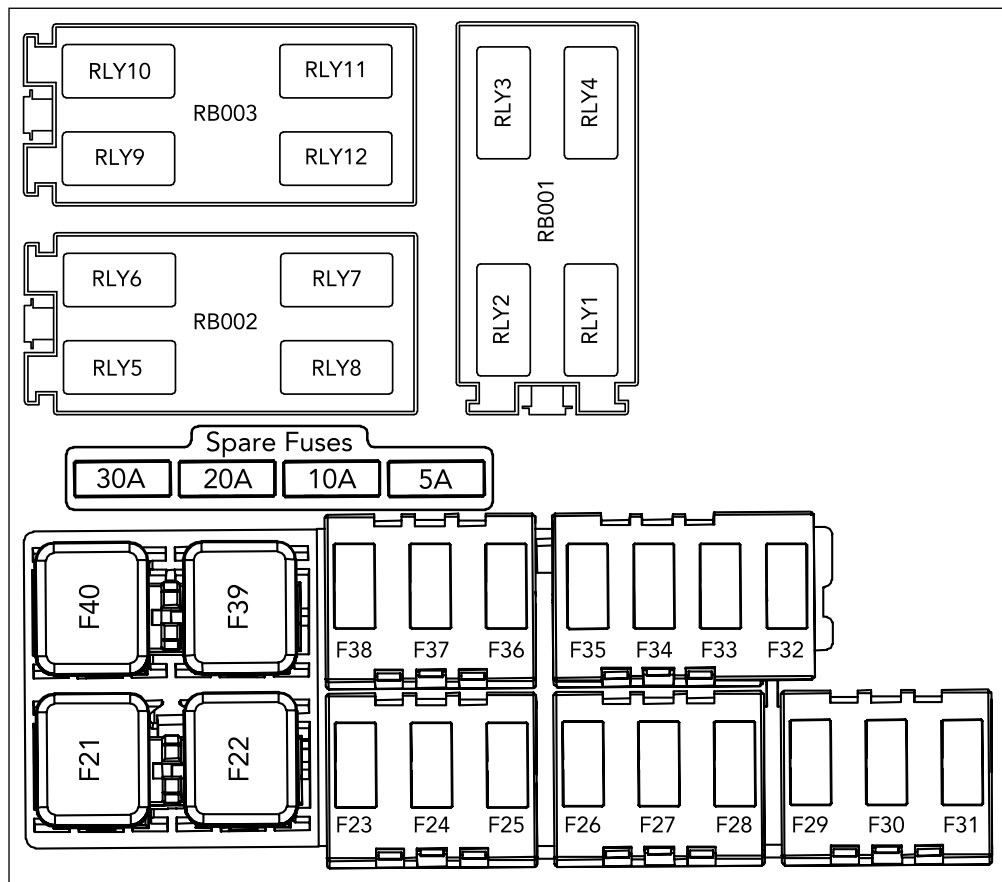 RLY10
RLY11
RB003
RLY9
RLY12
RLY3
RLY4
RB001
RLY2
RLY1
RLY6
RLY7
RB002
RLY5
RLY8
Spare Fuses
30A 20A 10A 5A
F40 F39
F38 F37 F36 F35 F34 F33 F32
F21 F22
F23 F24 F25 F26 F27 F28 F29 F30 F31